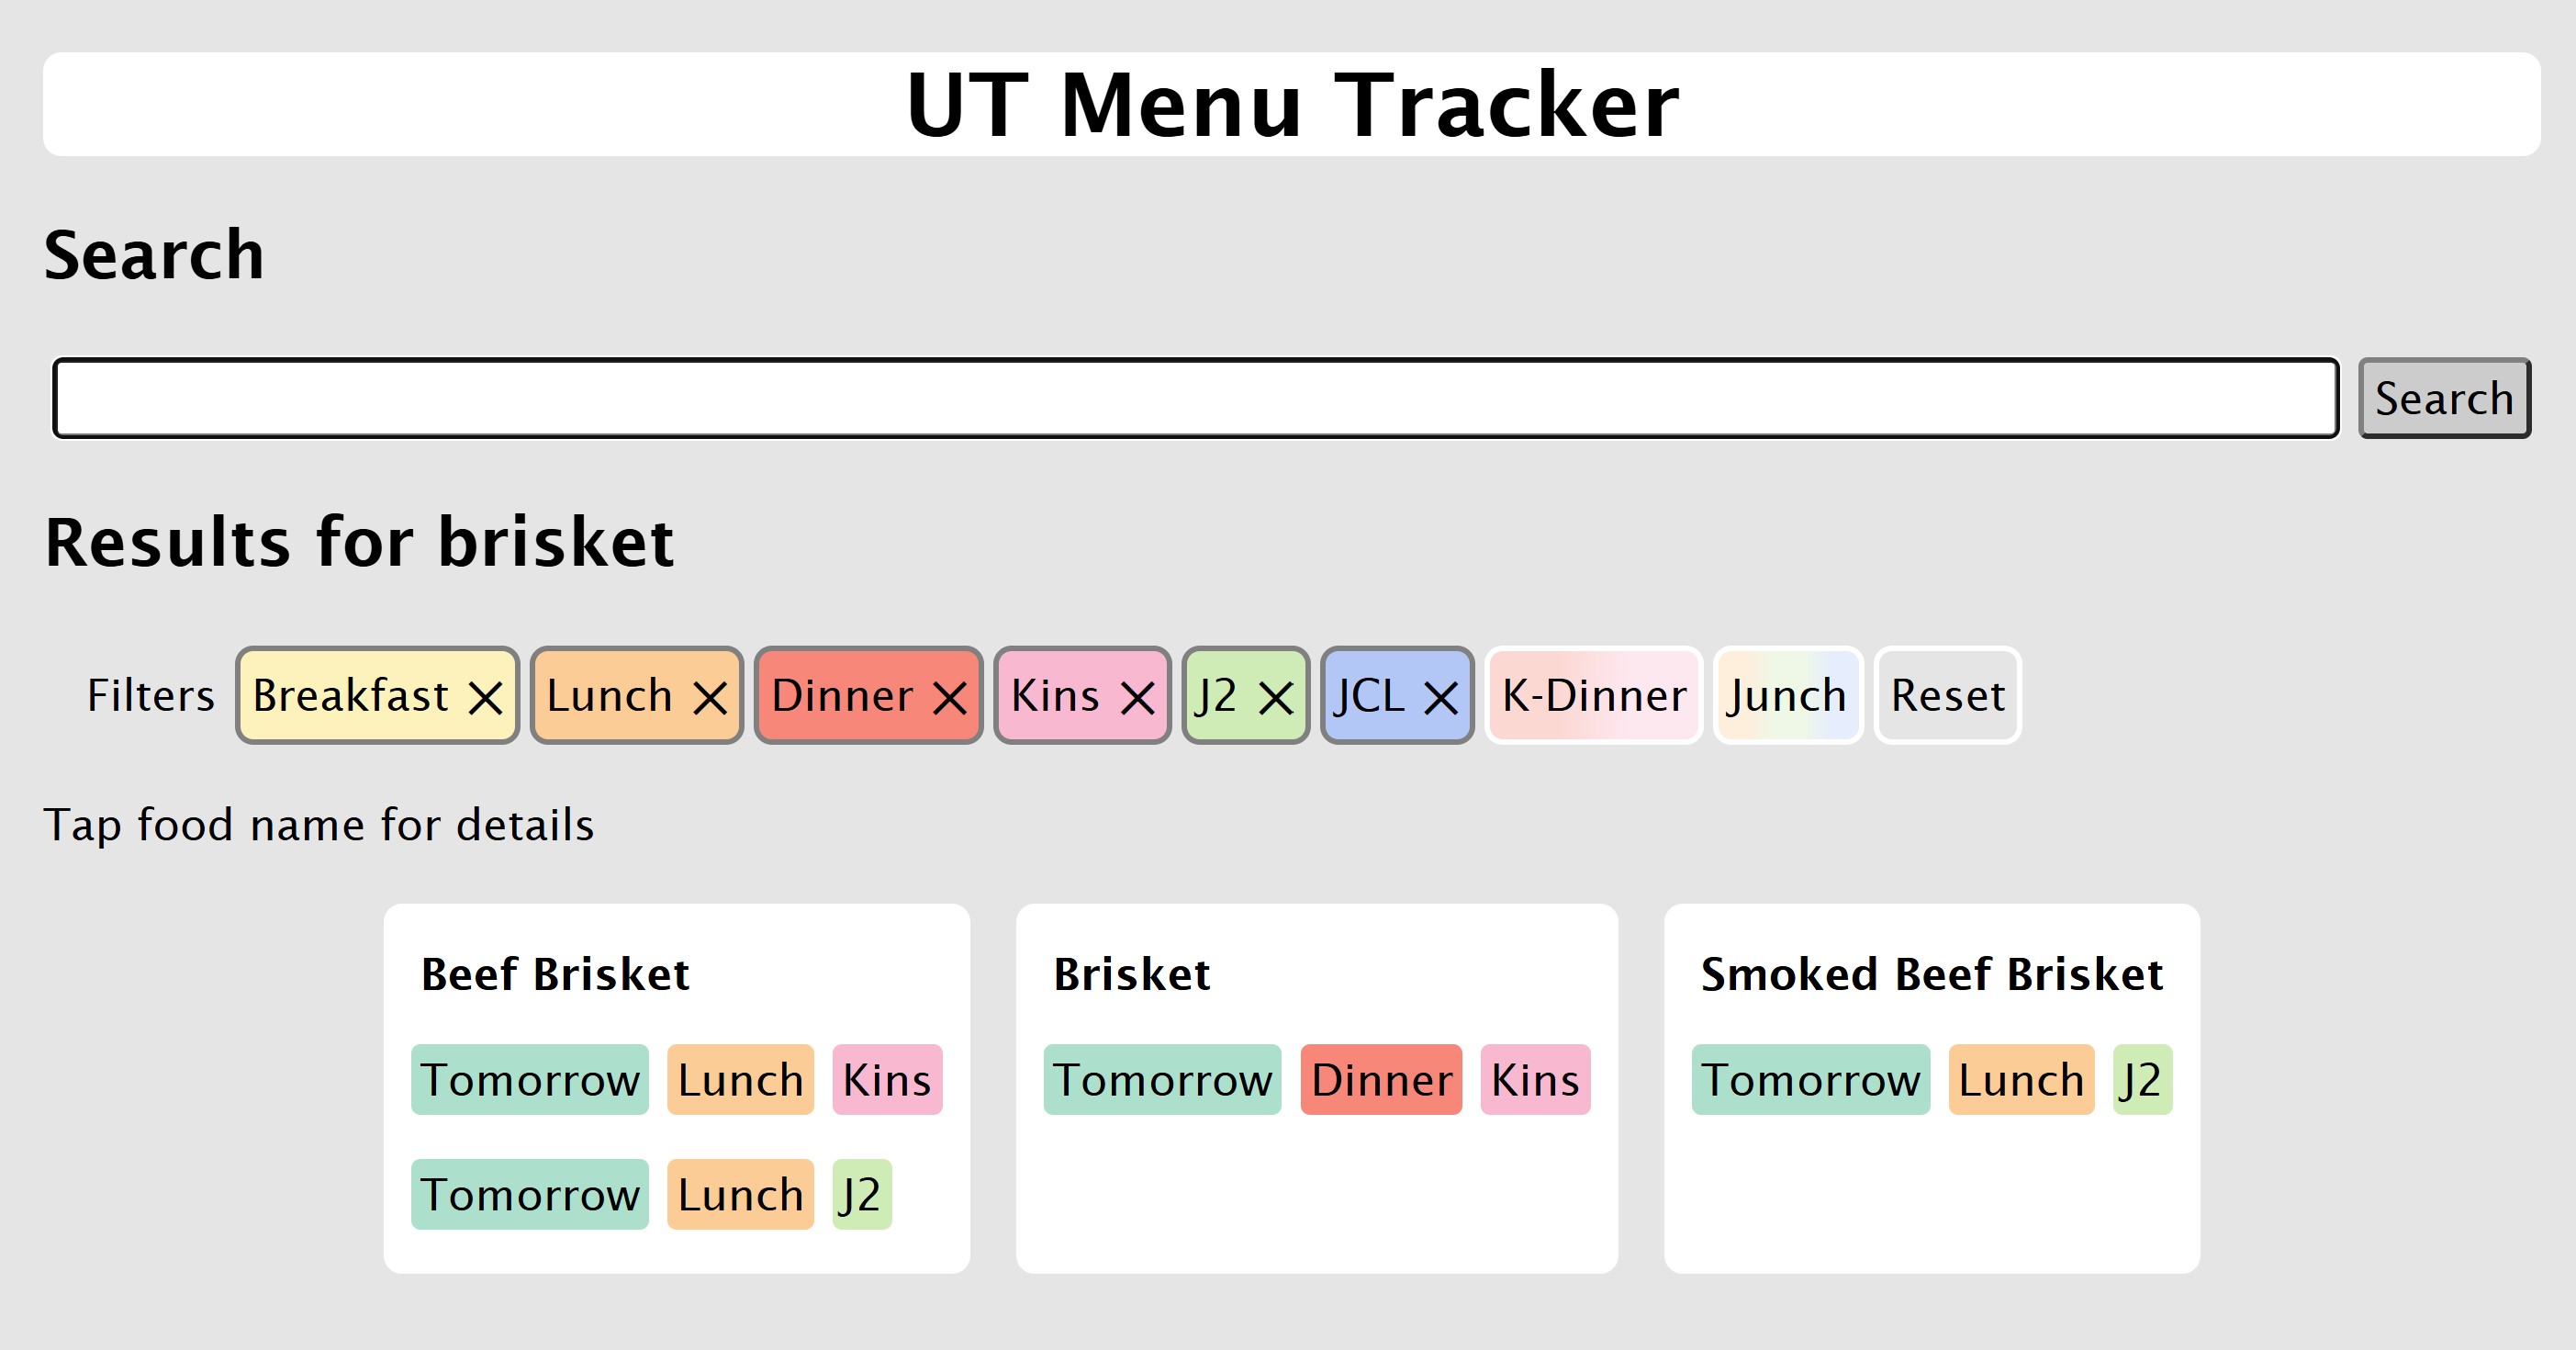 UT Menu Tracker
Search
Search
Results for brisket
Filters Breakfast × Lunch × Dinner × Kins × J2 × JCL × K-Dinner Junch Reset
Tap food name for details
Beef Brisket
Tomorrow Lunch Kins
Tomorrow Lunch J2
Brisket
Tomorrow Dinner Kins
Smoked Beef Brisket
Tomorrow Lunch J2